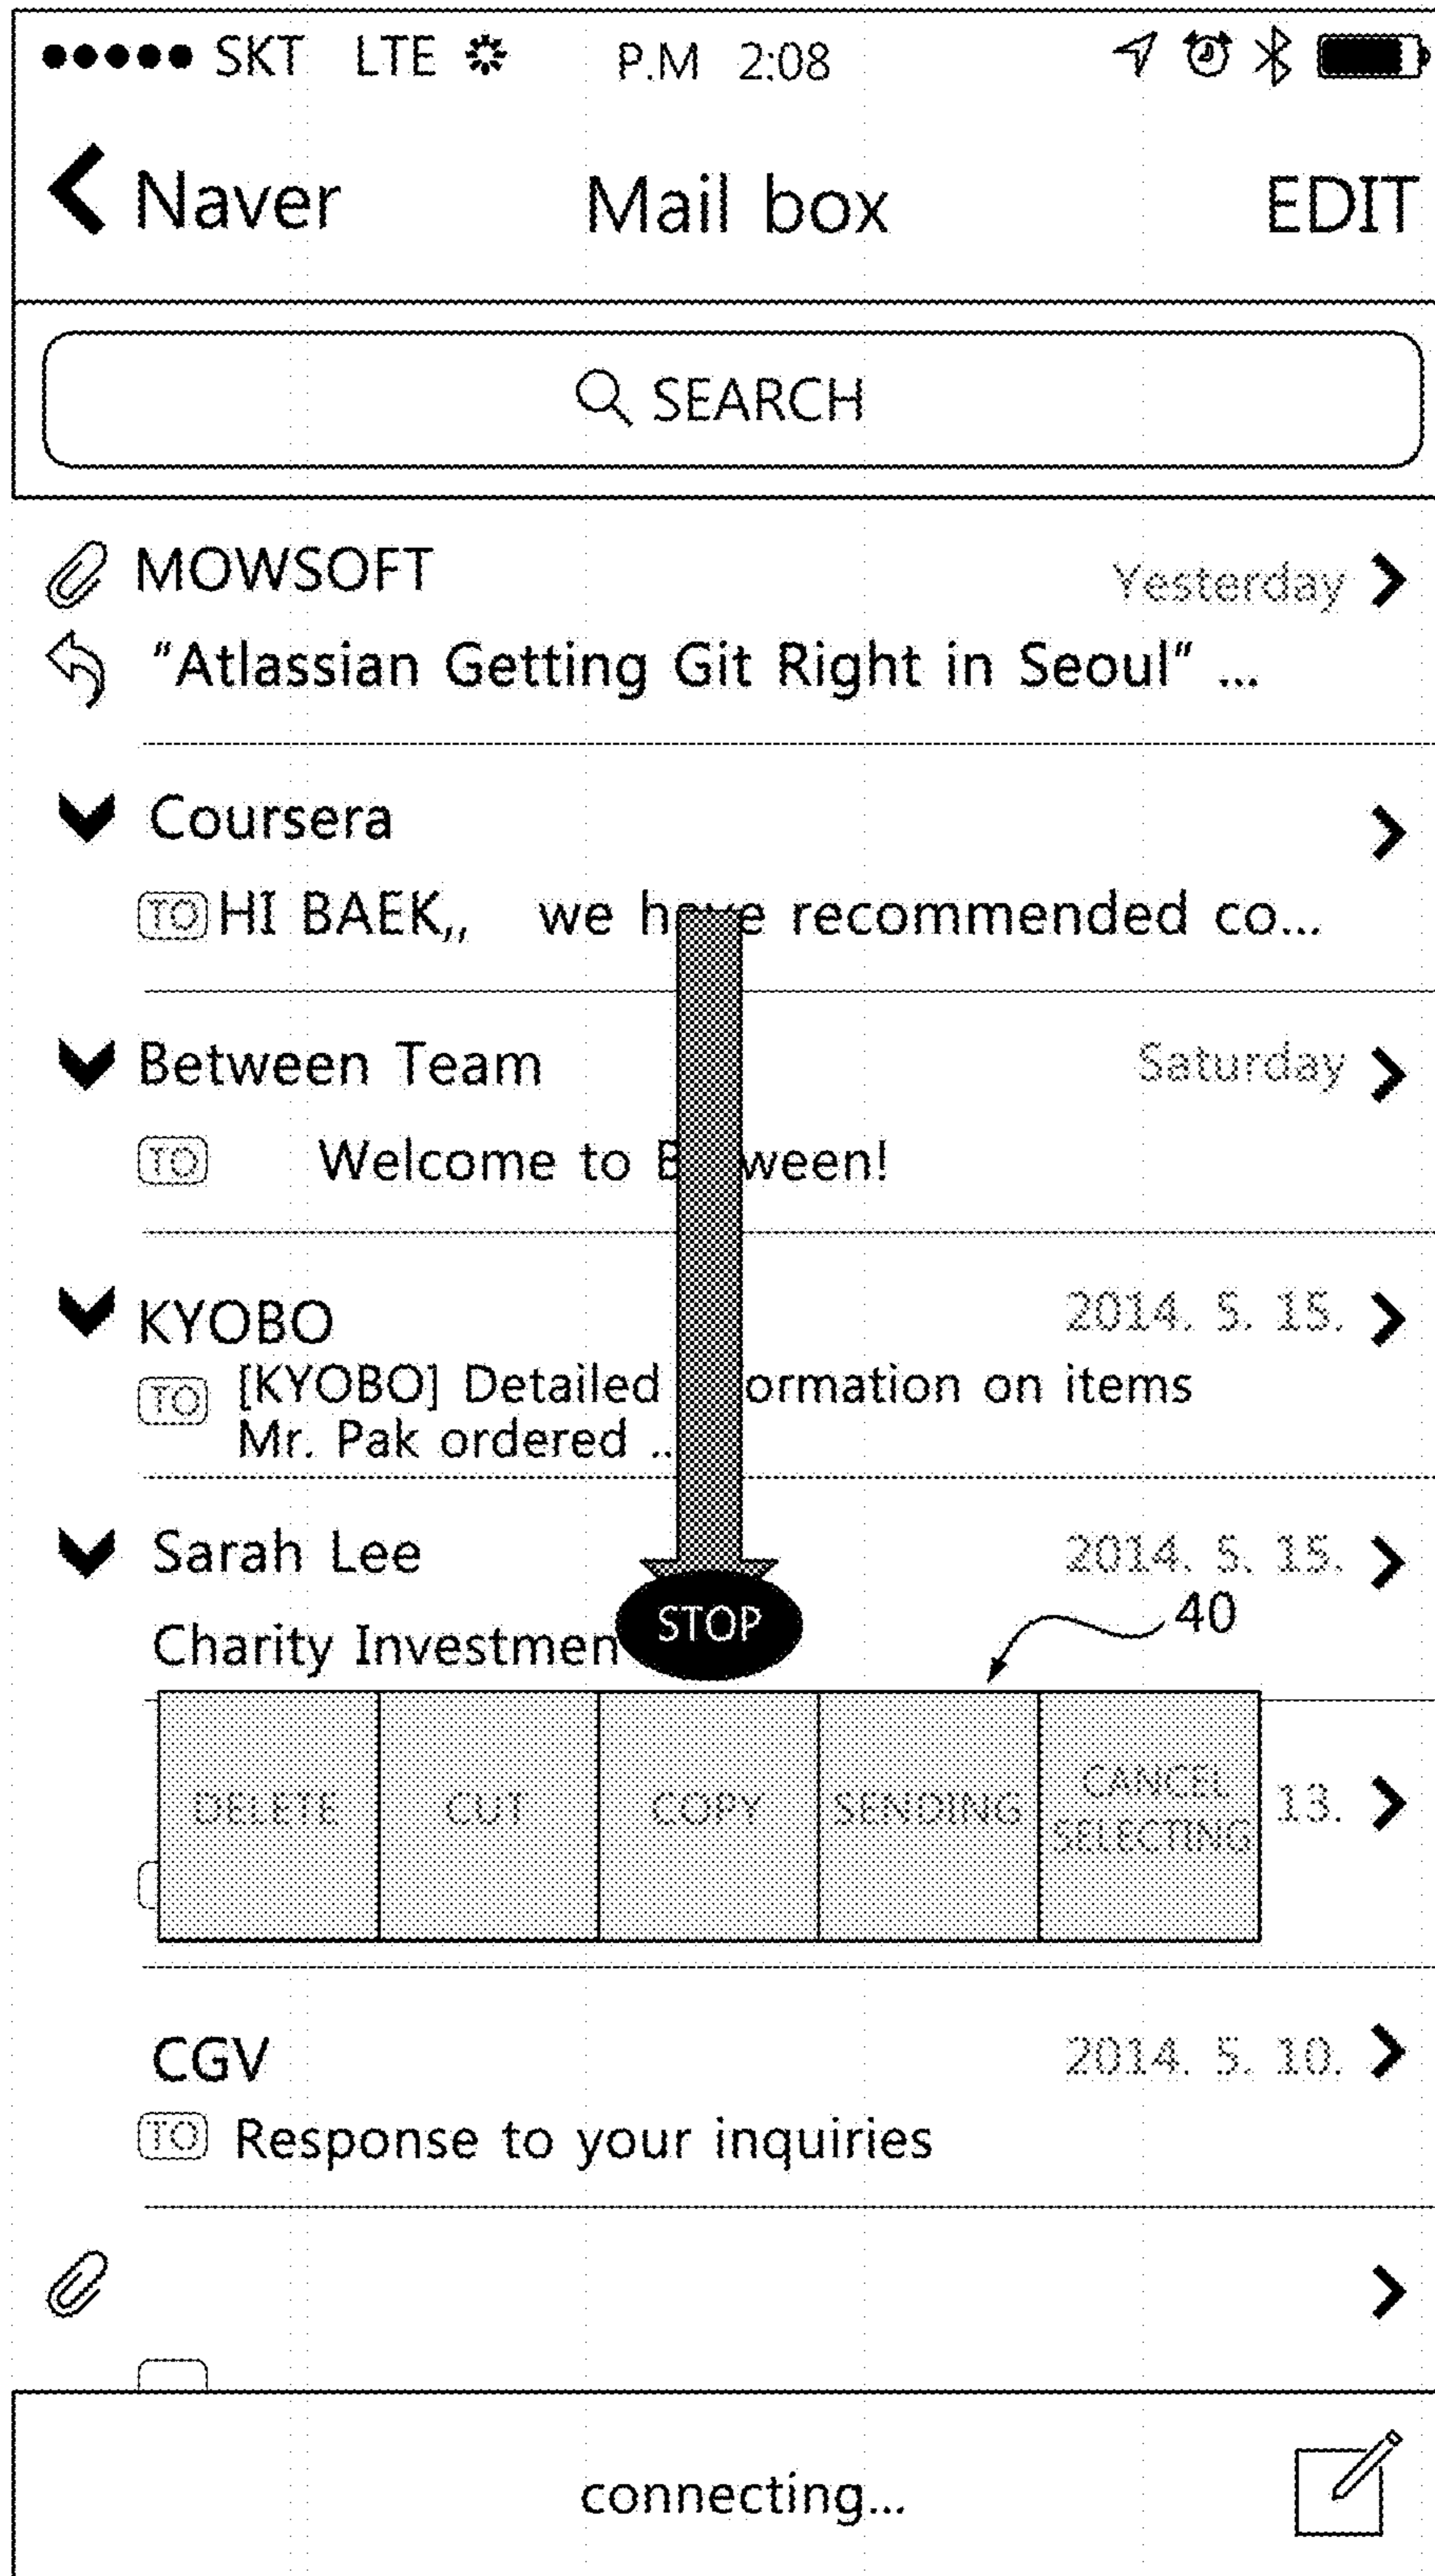 SKT LTE P.M 2:08
Naver Mail box EDIT
SEARCH
MOWSOFT Yesterday
"Atlassian Getting Git Right in Seoul" ...
Coursera
TO HI BAEK,, we have recommended co...
Between Team Saturday
TO Welcome to B ween!
KYOBO 2014. 5. 15.
TO [KYOBO] Detailed ormation on items
Mr. Pak ordered ..
Sarah Lee 2014. 5. 15.
Charity Investmen STOP 40
DELETE CUT COPY SENDING CANCEL SELECTING 13.
CGV 2014. 5. 10.
TO Response to your inquiries
connecting...